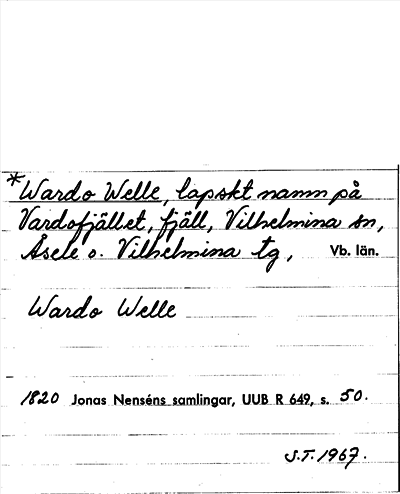 *Wardo Welle, lapskt namn på
Vardofjället, fjäll, Vilhelmina sn,
Åsele o. Vilhelmina tg, Vb. län.
Wardo Welle
1820 Jonas Nenséns samlingar, UUB R 649, s. 50.
S.T. 1967.